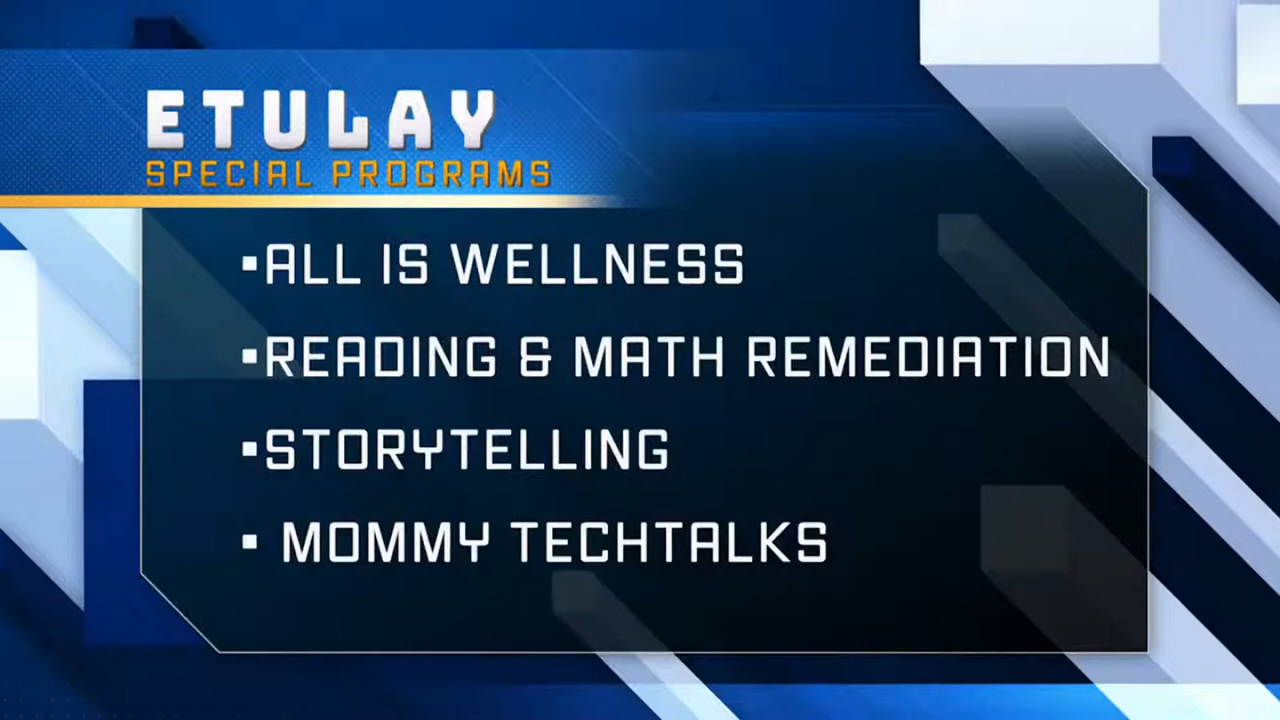 ETULAY
SPECIAL PROGRAMS
▪ALL IS WELLNESS
▪READING & MATH REMEDIATION
▪STORYTELLING
▪ MOMMY TECHTALKS